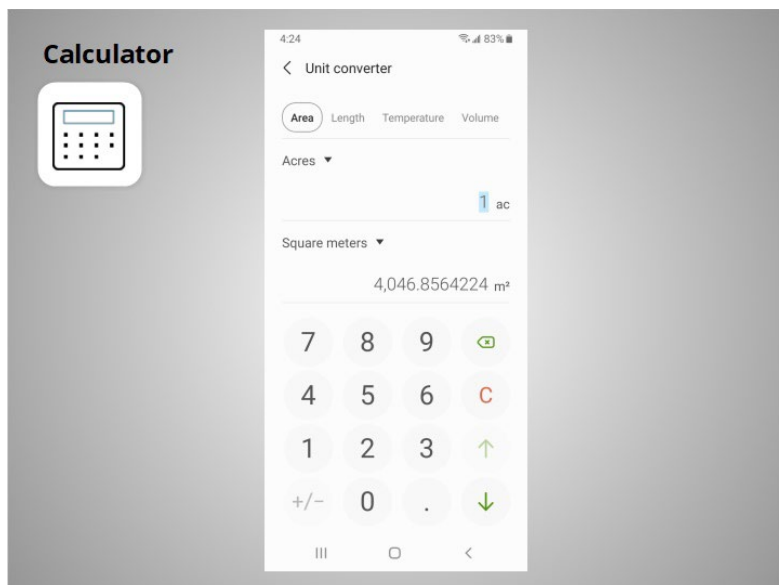 Calculator
4:24
83%
Unit converter
Area Length Temperature Volume
Acres
1 ac
Square meters
4,046.8564224 m²
7 8 9
4 5 6 C
1 2 3
+/− 0 .